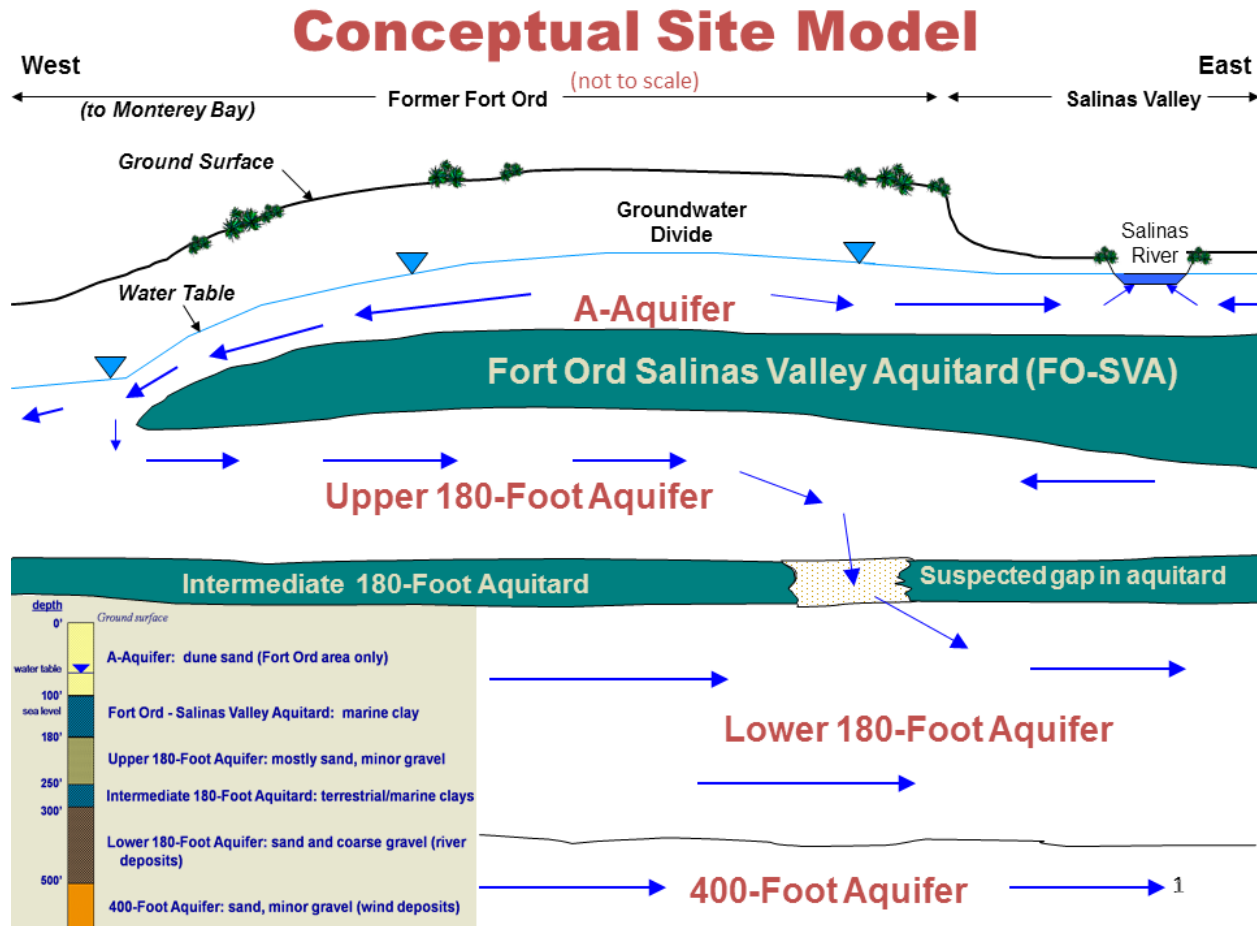 Conceptual Site Model
(not to scale)
West
East
(to Monterey Bay)
Former Fort Ord
Salinas Valley
Ground Surface
Groundwater
Divide
Salinas
River
Water Table
A-Aquifer
Fort Ord Salinas Valley Aquitard (FO-SVA)
Upper 180-Foot Aquifer
Intermediate 180-Foot Aquitard
Suspected gap in aquitard
Lower 180-Foot Aquifer
400-Foot Aquifer
1
depth
Ground surface
0'
A-Aquifer: dune sand (Fort Ord area only)
water table
100'
sea level
Fort Ord - Salinas Valley Aquitard: marine clay
180'
Upper 180-Foot Aquifer: mostly sand, minor gravel
250'
Intermediate 180-Foot Aquitard: terrestrial/marine clays
300'
Lower 180-Foot Aquifer: sand and coarse gravel (river
deposits)
500'
400-Foot Aquifer: sand, minor gravel (wind deposits)